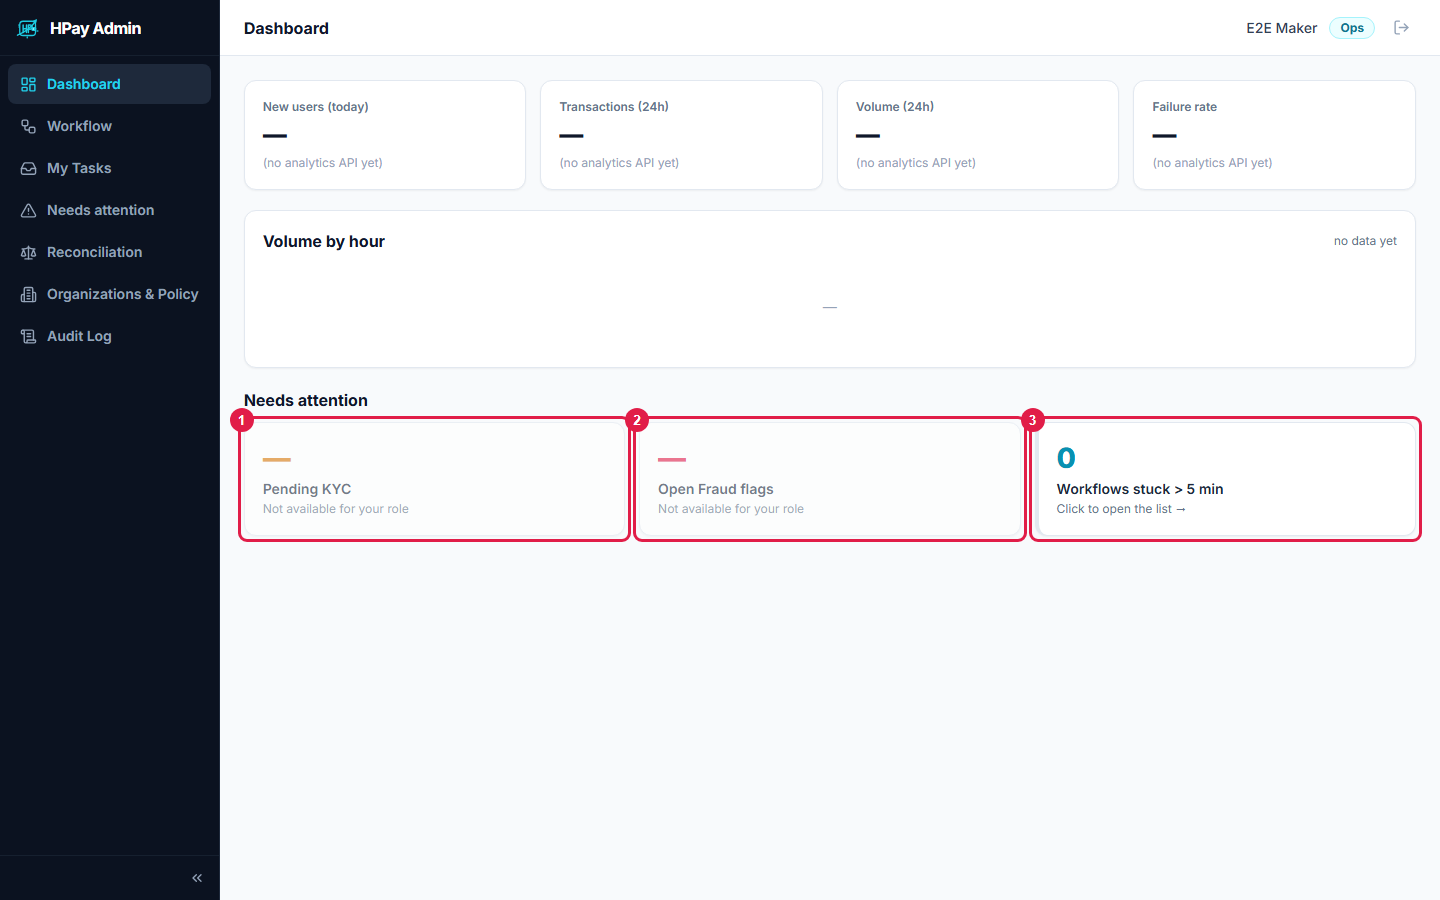 HPay Admin
Dashboard
Workflow
My Tasks
Needs attention
Reconciliation
Organizations & Policy
Audit Log
Dashboard
E2E Maker
Ops
New users (today)
—
(no analytics API yet)
Transactions (24h)
—
(no analytics API yet)
Volume (24h)
—
(no analytics API yet)
Failure rate
—
(no analytics API yet)
Volume by hour
no data yet
—
Needs attention
1
—
Pending KYC
Not available for your role
2
—
Open Fraud flags
Not available for your role
3
0
Workflows stuck > 5 min
Click to open the list →